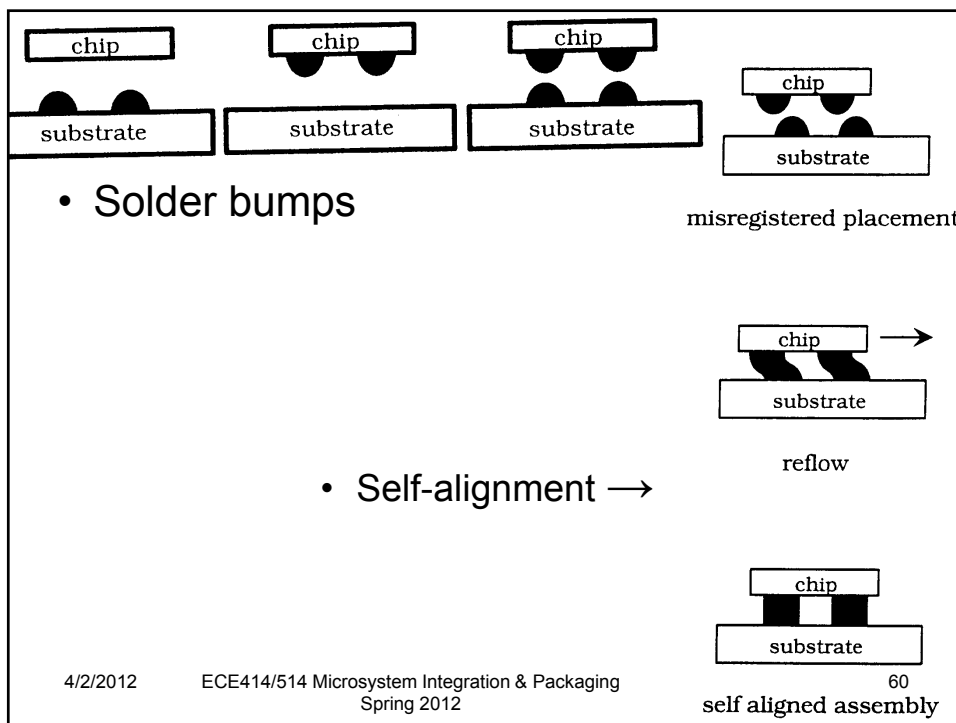 chip
substrate
chip
substrate
chip
substrate
• Solder bumps
chip
substrate
misregistered placement
chip
substrate
reflow
• Self-alignment →
chip
substrate
self aligned assembly
4/2/2012
ECE414/514 Microsystem Integration & Packaging
Spring 2012
60